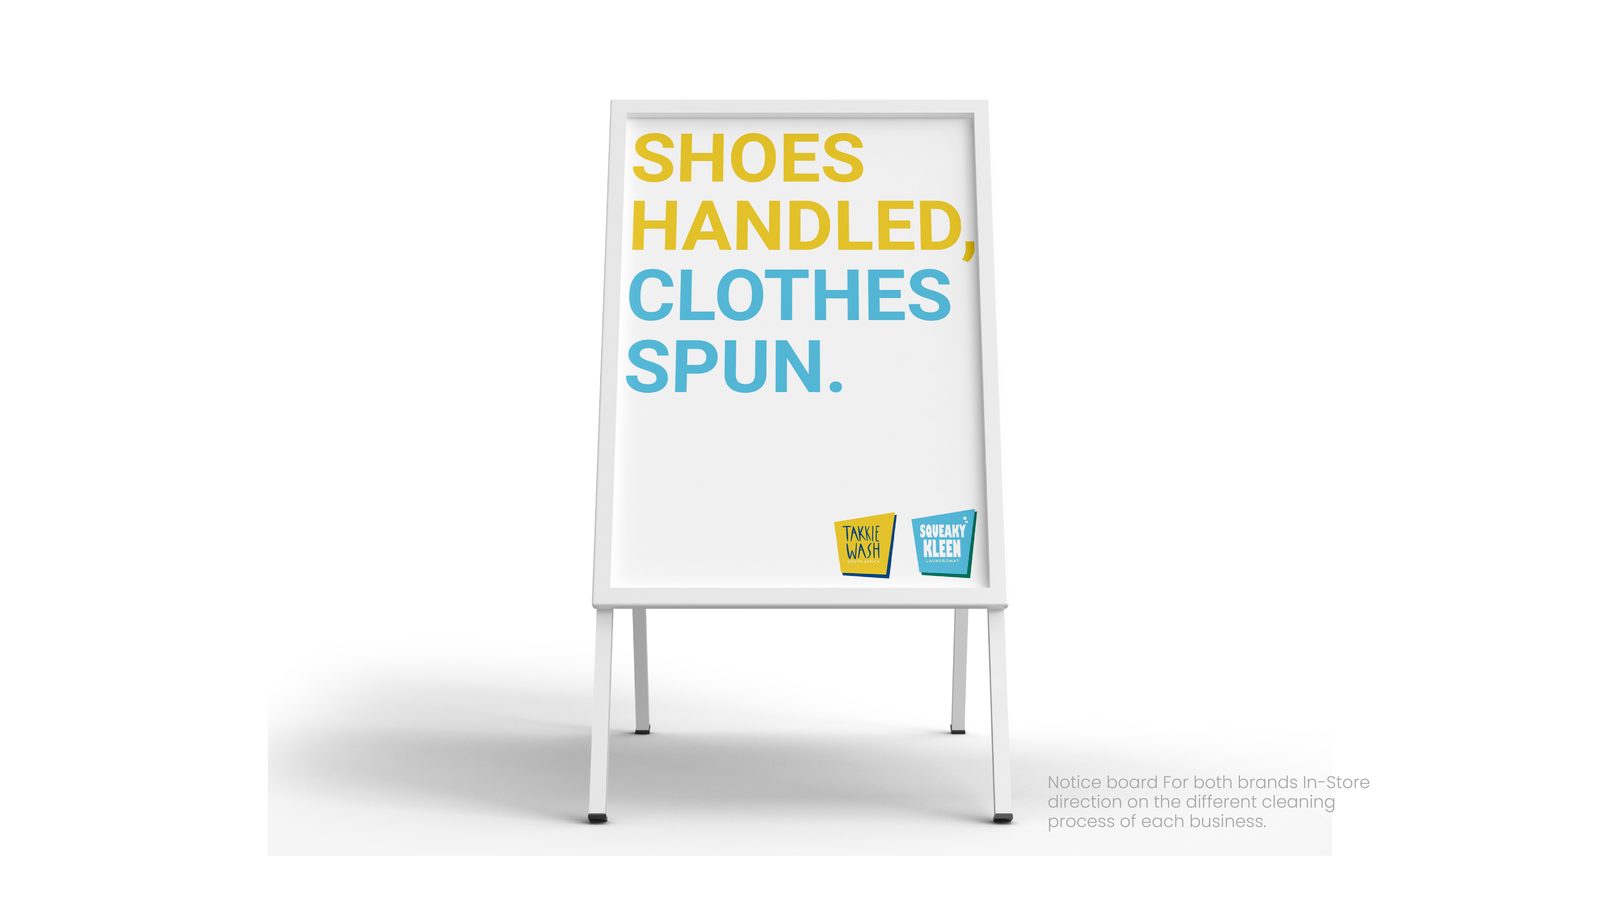 SHOES
HANDLED,
CLOTHES
SPUN.
TAKKIE
WASH
SOUTH AFRICA
SQUEAKY
KLEEN
LAUNDROMAT
Notice board For both brands In-Store
direction on the different cleaning
process of each business.